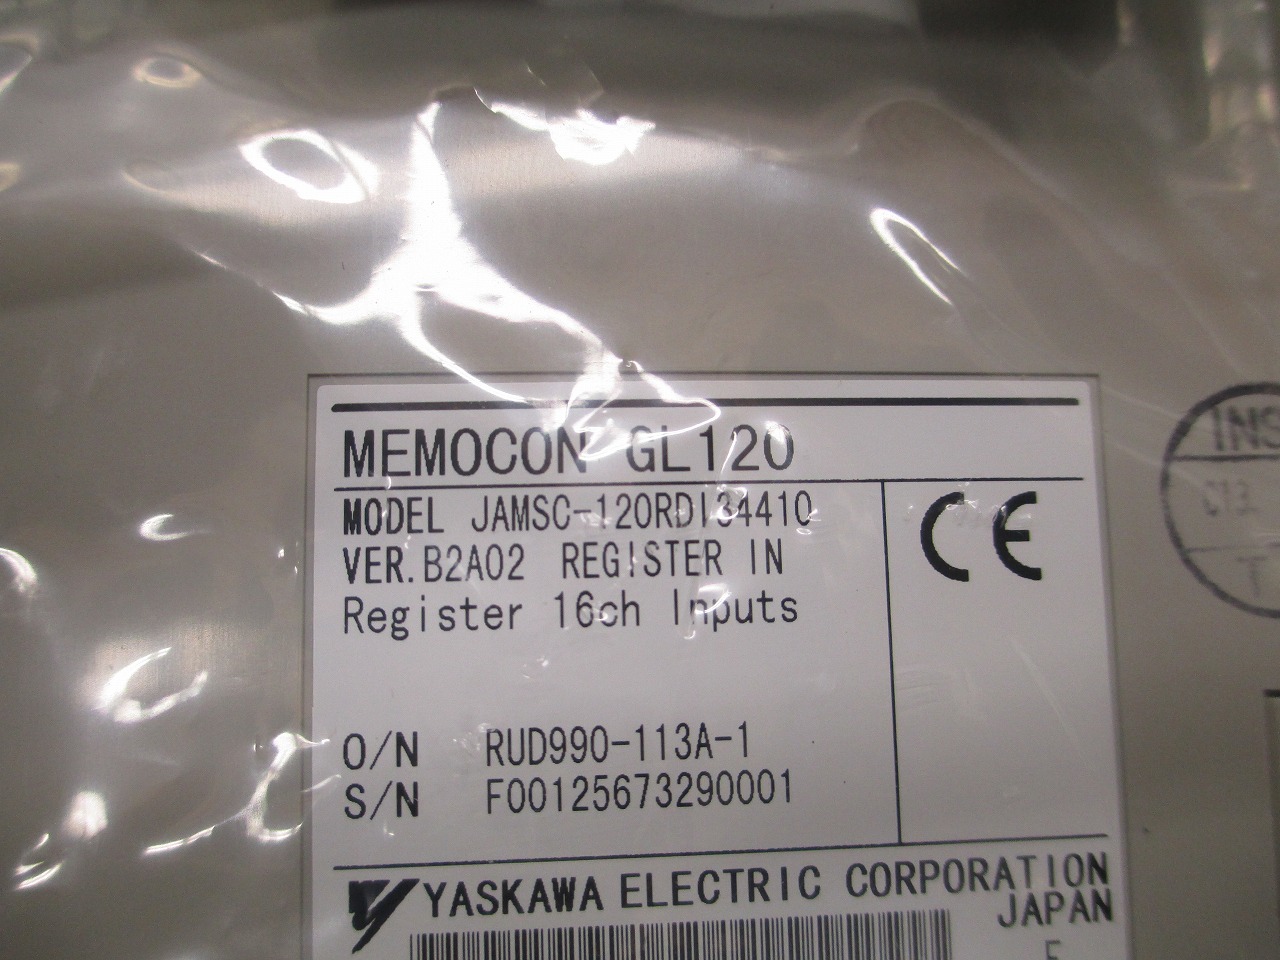 MEMOCON GL120
MODEL JAMSC-120RDI34410
VER.B2A02 REGISTER IN
Register 16ch Inputs
CE
O/N RUD990-113A-1
S/N F00125673290001
YASKAWA ELECTRIC CORPORATION
JAPAN